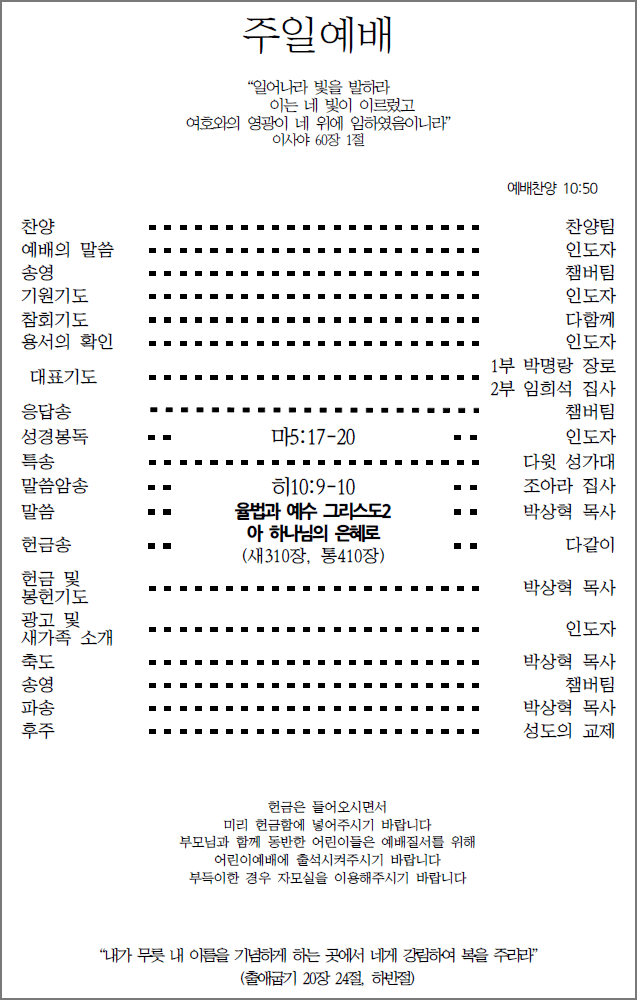 주일예배
“일어나라 빛을 발하라
이는 네 빛이 이르렀고
여호와의 영광이 네 위에 임하였음이니라”
이사야 60장 1절
예배찬양 10:50
찬양 찬양팀
예배의 말씀 인도자
송영 챔버팀
기원기도 인도자
참회기도 다함께
용서의 확인 인도자
대표기도 1부 박명랑 장로
2부 임희석 집사
응답송 챔버팀
성경봉독 마5:17-20 인도자
특송 다윗 성가대
말씀암송 히10:9-10 조아라 집사
말씀 율법과 예수 그리스도2 박상혁 목사
아 하나님의 은혜로
헌금송 (새310장, 통410장) 다같이
헌금 및
봉헌기도 박상혁 목사
광고 및
새가족 소개 인도자
축도 박상혁 목사
송영 챔버팀
파송 박상혁 목사
후주 성도의 교제
헌금은 들어오시면서
미리 헌금함에 넣어주시기 바랍니다
부모님과 함께 동반한 어린이들은 예배질서를 위해
어린이예배에 출석시켜주시기 바랍니다
부득이한 경우 자모실을 이용해주시기 바랍니다
“내가 무릇 내 이름을 기념하게 하는 곳에서 네게 강림하여 복을 주리라”
(출애굽기 20장 24절, 하반절)